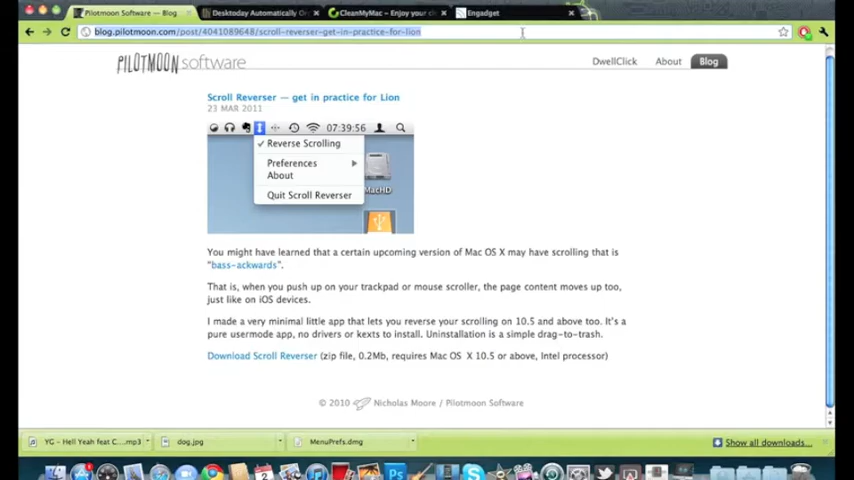 Pilotmoon Software — Blog
Desktoday Automatically Or
CleanMyMac – Enjoy your c
Engadget
blog.pilotmoon.com/post/4041089648/scroll-reverser-get-in-practice-for-lion
PILOTMOON software
DwellClick About Blog
Scroll Reverser — get in practice for Lion
23 MAR 2011
07:39:56
Reverse Scrolling
Preferences
About
MacHD
Quit Scroll Reverser
You might have learned that a certain upcoming version of Mac OS X may have scrolling that is
"bass-ackwards".
That is, when you push up on your trackpad or mouse scroller, the page content moves up too,
just like on iOS devices.
I made a very minimal little app that lets you reverse your scrolling on 10.5 and above too. It's a
pure usermode app, no drivers or kexts to install. Uninstallation is a simple drag-to-trash.
Download Scroll Reverser (zip file, 0.2Mb, requires Mac OS X 10.5 or above, Intel processor)
© 2010 Nicholas Moore / Pilotmoon Software
YG - Hell Yeah feat C....mp3
dog.jpg
MenuPrefs.dmg
Show all downloads...